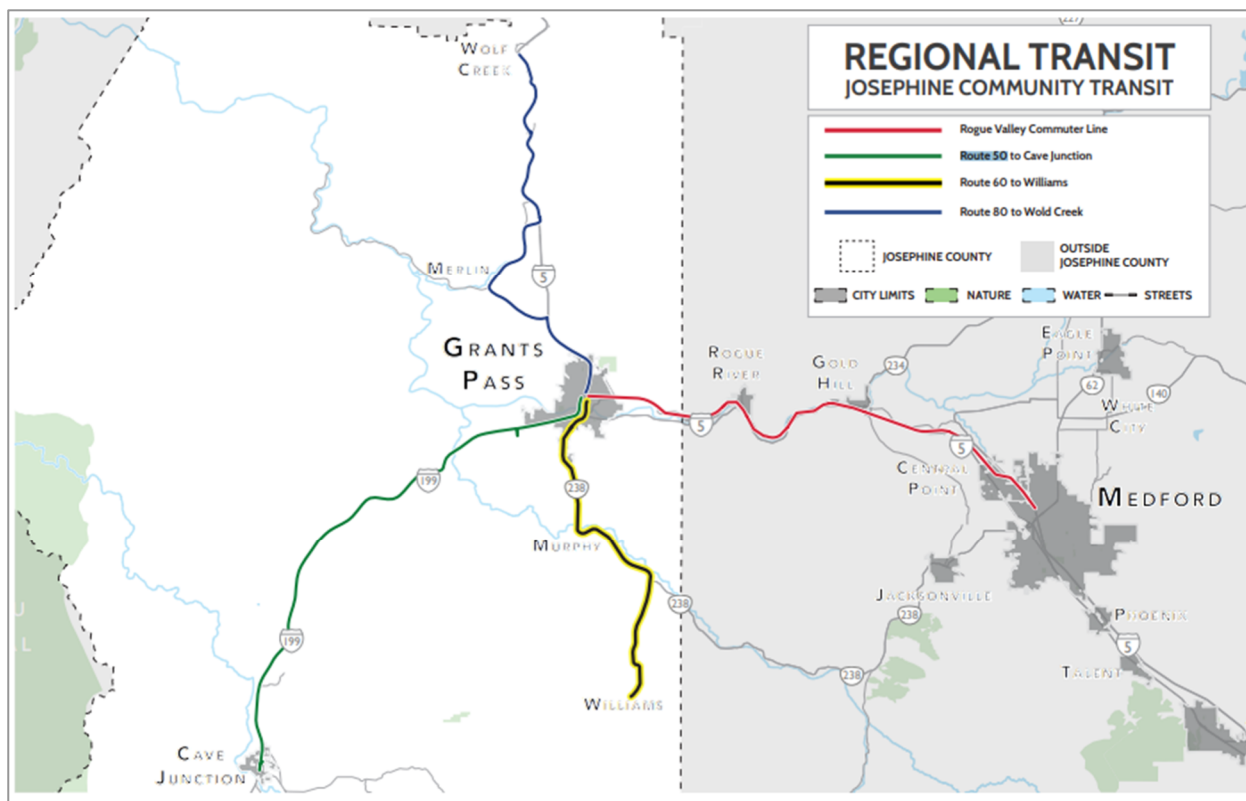 227
WOLF
CREEK
REGIONAL TRANSIT
JOSEPHINE COMMUNITY TRANSIT
Rogue Valley Commuter Line
Route 50 to Cave Junction
Route 60 to Williams
Route 80 to Wold Creek
JOSEPHINE COUNTY
OUTSIDE
JOSEPHINE COUNTY
CITY LIMITS
NATURE
WATER
STREETS
MERLIN
5
GRANTS
PASS
ROGUE
RIVER
GOLD
HILL
234
EAGLE
POINT
62
140
WHITE
CITY
5
5
CENTRAL
POINT
MEDFORD
199
238
MURPHY
JACKSONVILLE
238
238
PHOENIX
5
199
238
TALENT
WILLIAMS
CAVE
JUNCTION